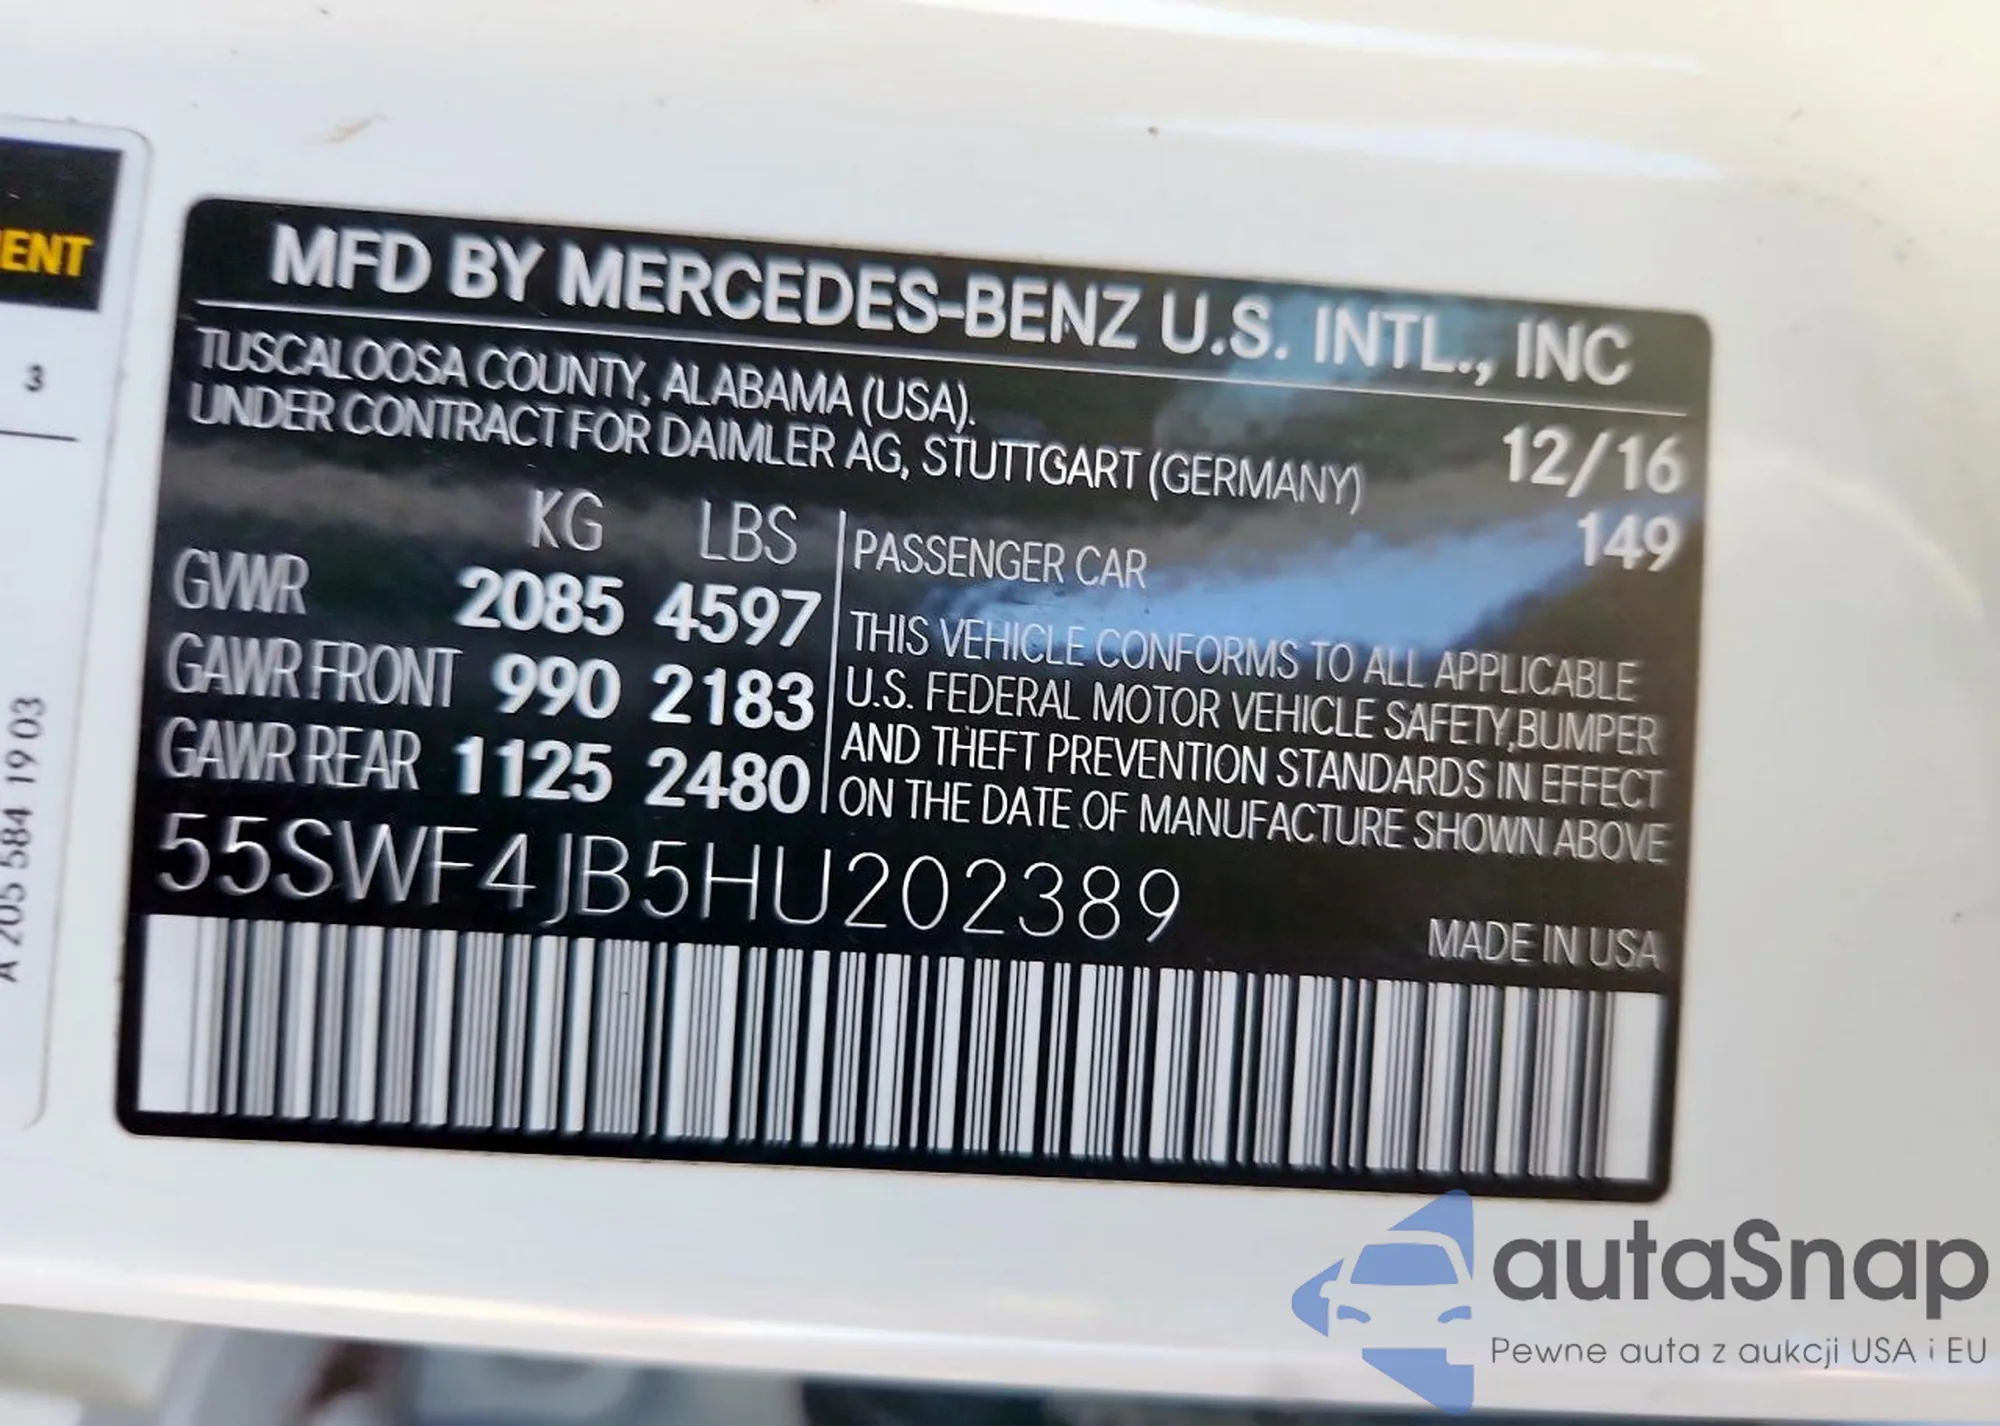 ENT
3
A 205 584 19 03
MFD BY MERCEDES-BENZ U.S. INTL., INC
TUSCALOOSA COUNTY, ALABAMA (USA).
UNDER CONTRACT FOR DAIMLER AG, STUTTGART (GERMANY)
12/16
149
KG LBS
GVWR 2085 4597
GAWR FRONT 990 2183
GAWR REAR 1125 2480
PASSENGER CAR
THIS VEHICLE CONFORMS TO ALL APPLICABLE
U.S. FEDERAL MOTOR VEHICLE SAFETY,BUMPER
AND THEFT PREVENTION STANDARDS IN EFFECT
ON THE DATE OF MANUFACTURE SHOWN ABOVE
55SWF4JB5HU202389
MADE IN USA
autaSnap
Pewne auta z aukcji USA i EU